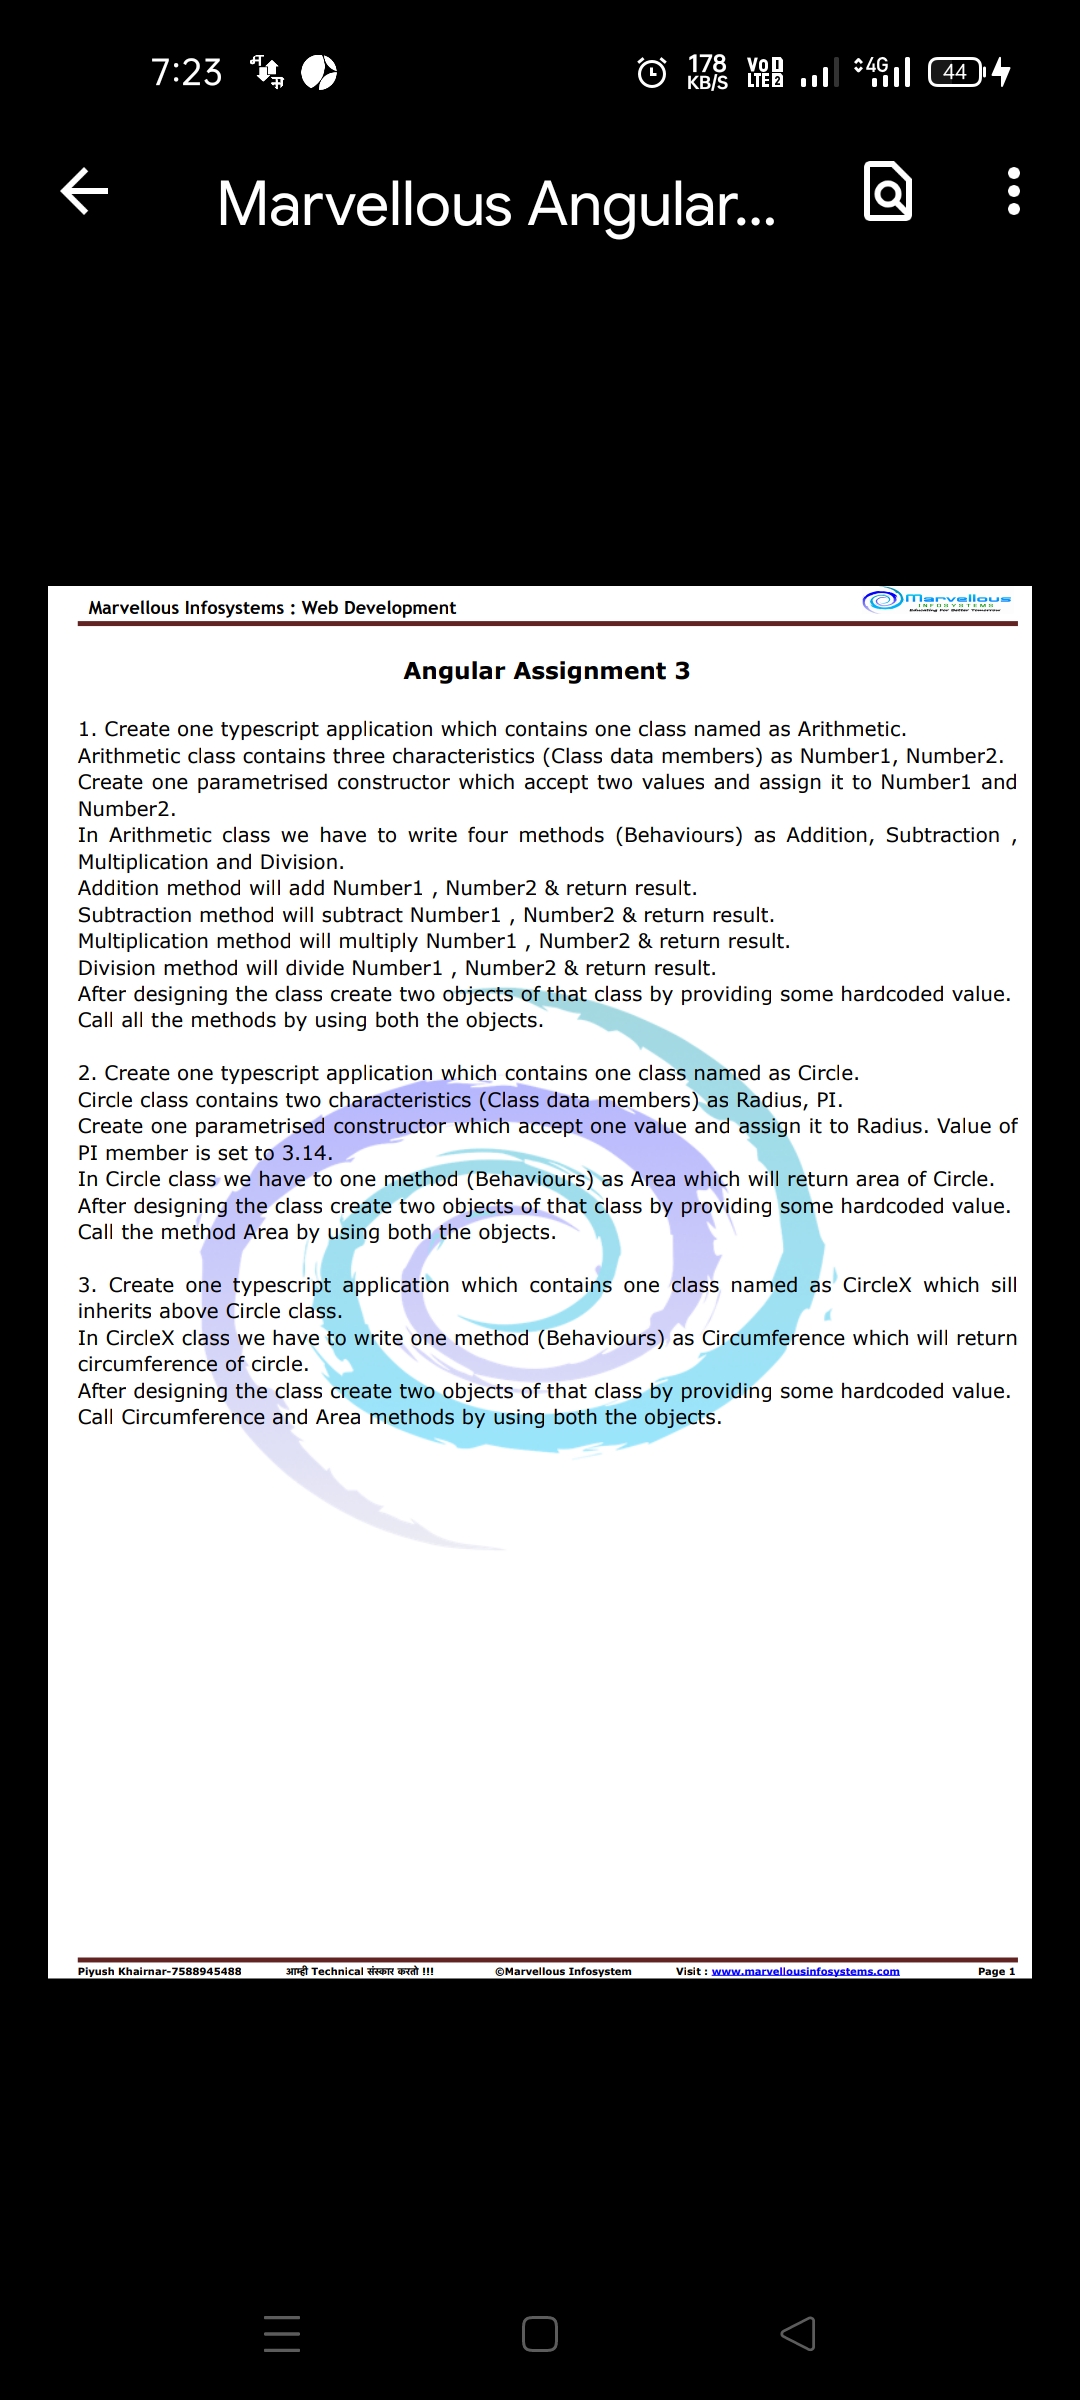 7:23
178
KB/S
Vo
LTE 2
4G
44
Marvellous Angular...
Marvellous Infosystems : Web Development
Marvellous
INFOSYSTEMS
Educating For Better Tomorrow
Angular Assignment 3
1. Create one typescript application which contains one class named as Arithmetic.
Arithmetic class contains three characteristics (Class data members) as Number1, Number2.
Create one parametrised constructor which accept two values and assign it to Number1 and
Number2.
In Arithmetic class we have to write four methods (Behaviours) as Addition, Subtraction ,
Multiplication and Division.
Addition method will add Number1 , Number2 & return result.
Subtraction method will subtract Number1 , Number2 & return result.
Multiplication method will multiply Number1 , Number2 & return result.
Division method will divide Number1 , Number2 & return result.
After designing the class create two objects of that class by providing some hardcoded value.
Call all the methods by using both the objects.
2. Create one typescript application which contains one class named as Circle.
Circle class contains two characteristics (Class data members) as Radius, PI.
Create one parametrised constructor which accept one value and assign it to Radius. Value of
PI member is set to 3.14.
In Circle class we have to one method (Behaviours) as Area which will return area of Circle.
After designing the class create two objects of that class by providing some hardcoded value.
Call the method Area by using both the objects.
3. Create one typescript application which contains one class named as CircleX which sill
inherits above Circle class.
In CircleX class we have to write one method (Behaviours) as Circumference which will return
circumference of circle.
After designing the class create two objects of that class by providing some hardcoded value.
Call Circumference and Area methods by using both the objects.
Piyush Khairnar-7588945488 आम्ही Technical संस्कार करतो !!! ©Marvellous Infosystem Visit : www.marvellousinfosystems.com Page 1